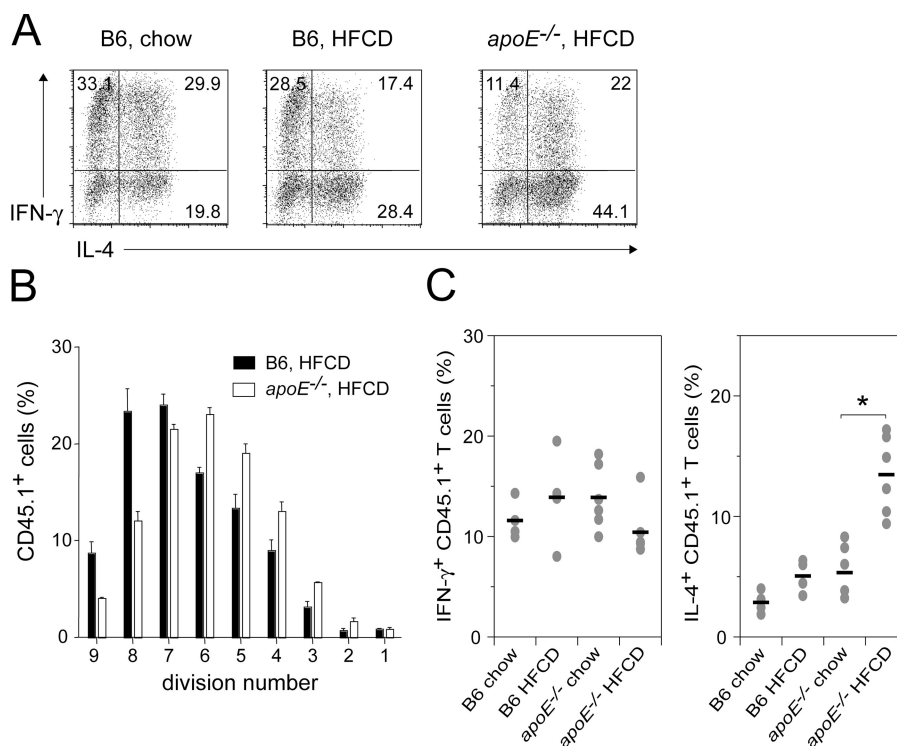 A
B6, chow
B6, HFCD
apoE-/-, HFCD
33.1
29.9
28.5
17.4
11.4
22
19.8
28.4
44.1
IFN-γ
IL-4
B
C
30
20
10
0
CD45.1+ cells (%)
B6, HFCD
apoE-/-, HFCD
9 8 7 6 5 4 3 2 1
division number
30
20
10
0
IFN-γ+ CD45.1+ T cells (%)
B6 chow
B6 HFCD
apoE-/- chow
apoE-/- HFCD
20
10
0
IL-4+ CD45.1+ T cells (%)
*
B6 chow
B6 HFCD
apoE-/- chow
apoE-/- HFCD